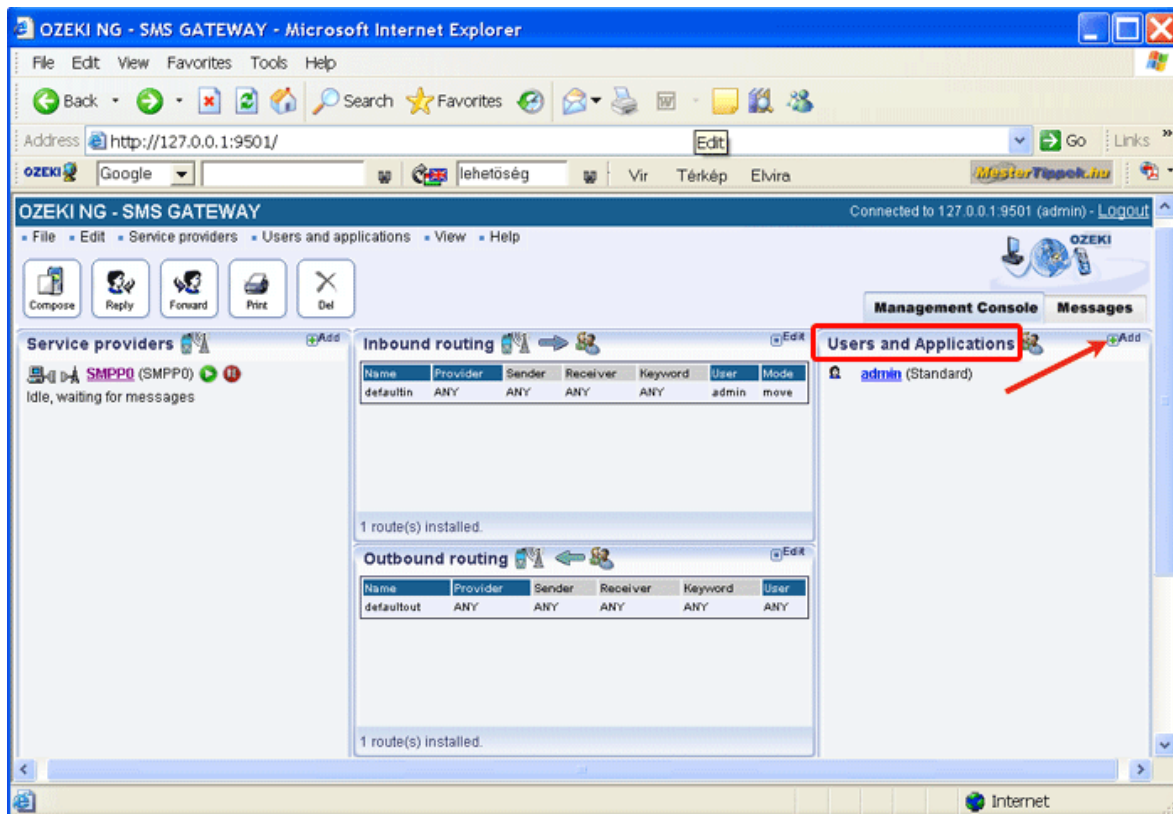 OZEKI NG - SMS GATEWAY - Microsoft Internet Explorer
File Edit View Favorites Tools Help
Back Search Favorites
Address http://127.0.0.1:9501/ Edit Go Links »
OZEKI Google lehetöség Vir Térkép Elvira MysterTippek.hu
OZEKI NG - SMS GATEWAY Connected to 127.0.0.1:9501 (admin) - Logout
File Edit Service providers Users and applications View Help
OZEKI
Compose Reply Forward Print Del
Management Console Messages
Service providers Add
SMPP0 (SMPP0)
Idle, waiting for messages
Inbound routing Edit
Name Provider Sender Receiver Keyword User Mode
defaultin ANY ANY ANY ANY admin move
1 route(s) installed.
Outbound routing Edit
Name Provider Sender Receiver Keyword User
defaultout ANY ANY ANY ANY ANY
1 route(s) installed.
Users and Applications Add
admin (Standard)
Internet